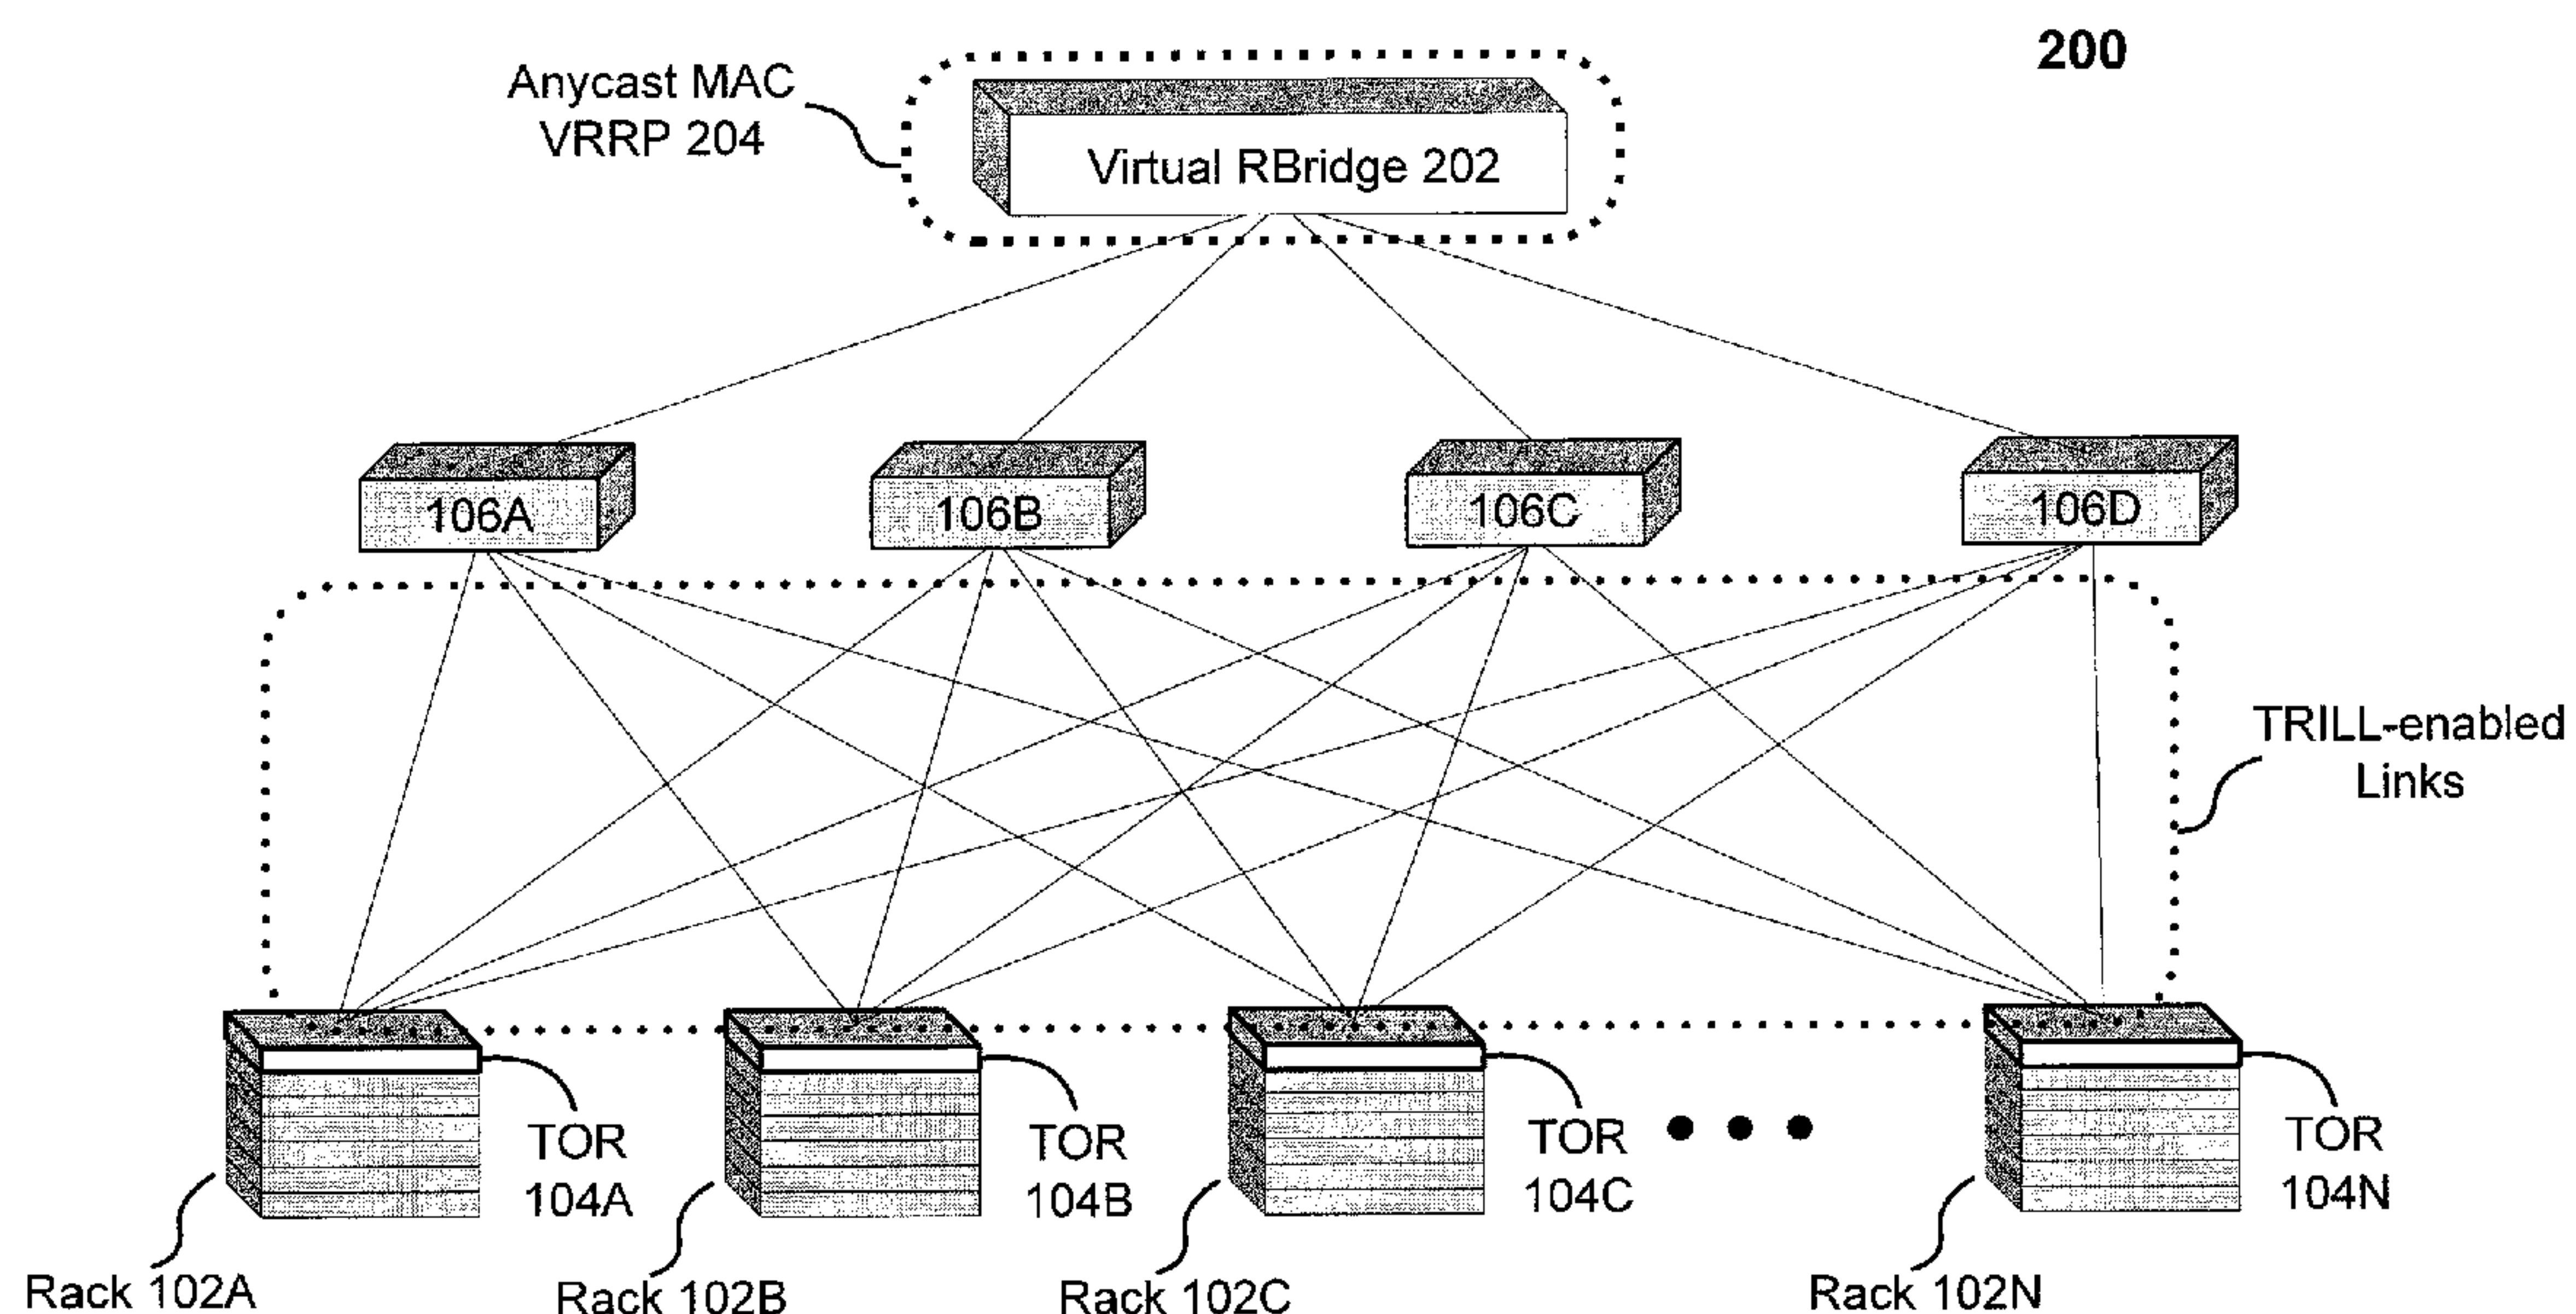 200
Anycast MAC
VRRP 204
Virtual RBridge 202
106A
106B
106C
106D
TRILL-enabled
Links
TOR
104A
TOR
104B
TOR
104C
TOR
104N
Rack 102A
Rack 102B
Rack 102C
Rack 102N